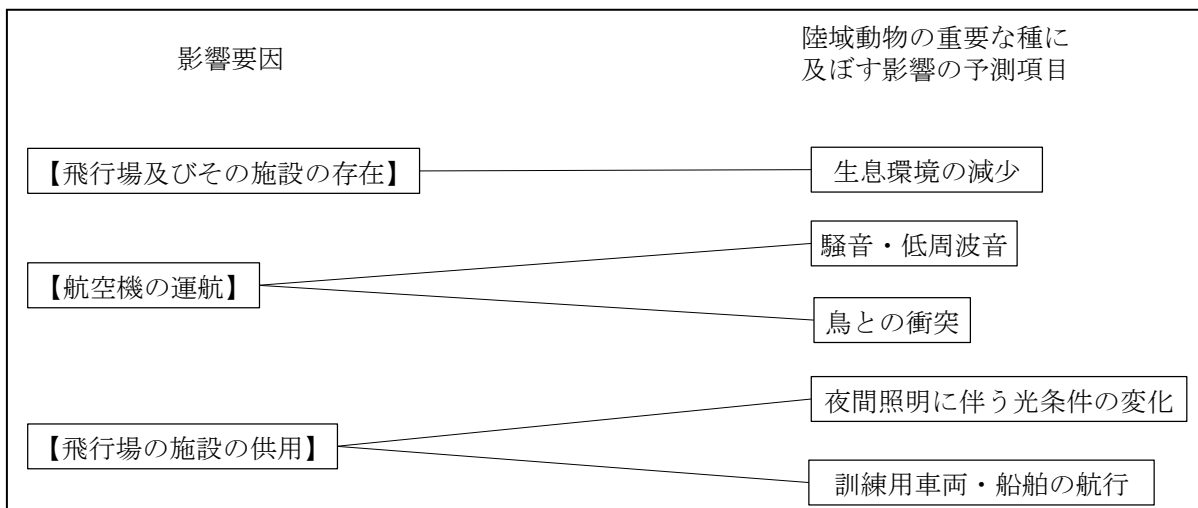 影響要因
陸域動物の重要な種に
及ぼす影響の予測項目
【飛行場及びその施設の存在】
生息環境の減少
【航空機の運航】
騒音・低周波音
鳥との衝突
【飛行場の施設の供用】
夜間照明に伴う光条件の変化
訓練用車両・船舶の航行